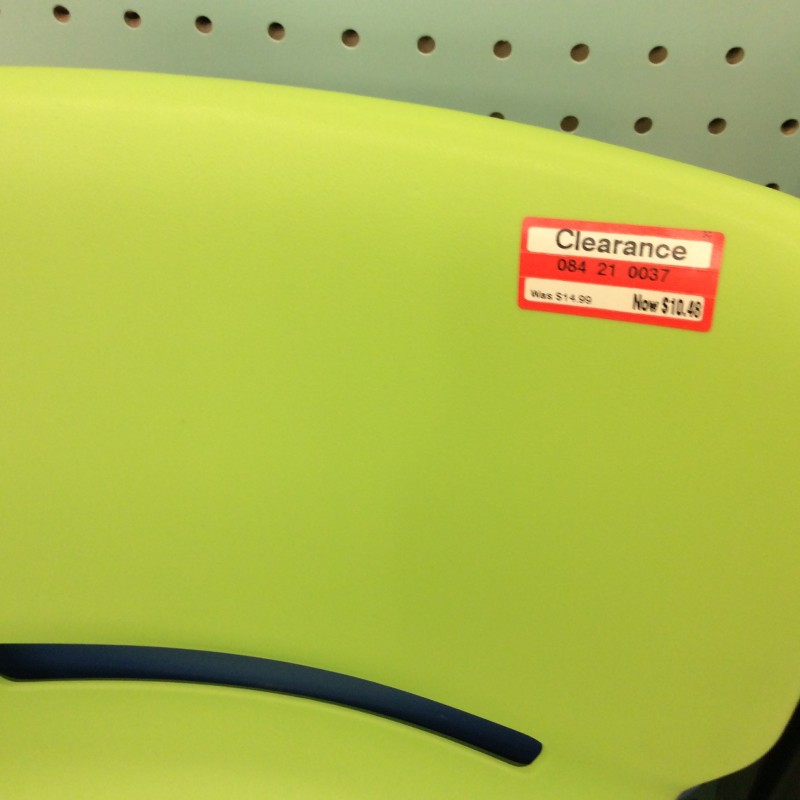 Clearance
084 21 0037
Was $14.99 Now $10.48